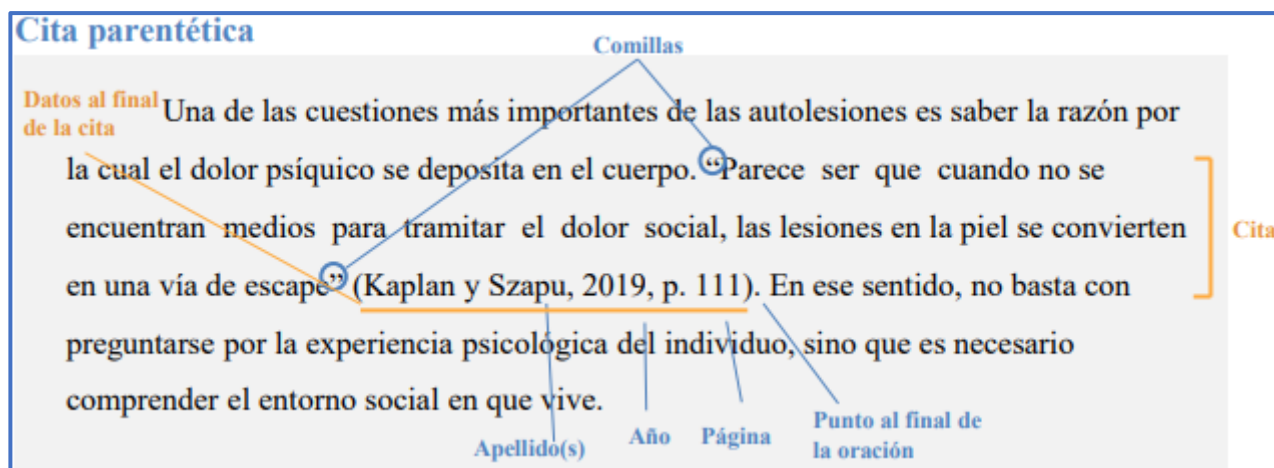 Cita parentética
Comillas
Datos al final
de la cita
Una de las cuestiones más importantes de las autolesiones es saber la razón por
la cual el dolor psíquico se deposita en el cuerpo. “Parece ser que cuando no se
encuentran medios para tramitar el dolor social, las lesiones en la piel se convierten
Cita
en una vía de escape” (Kaplan y Szapu, 2019, p. 111). En ese sentido, no basta con
preguntarse por la experiencia psicológica del individuo, sino que es necesario
comprender el entorno social en que vive.
Apellido(s)
Año
Página
Punto al final de
la oración